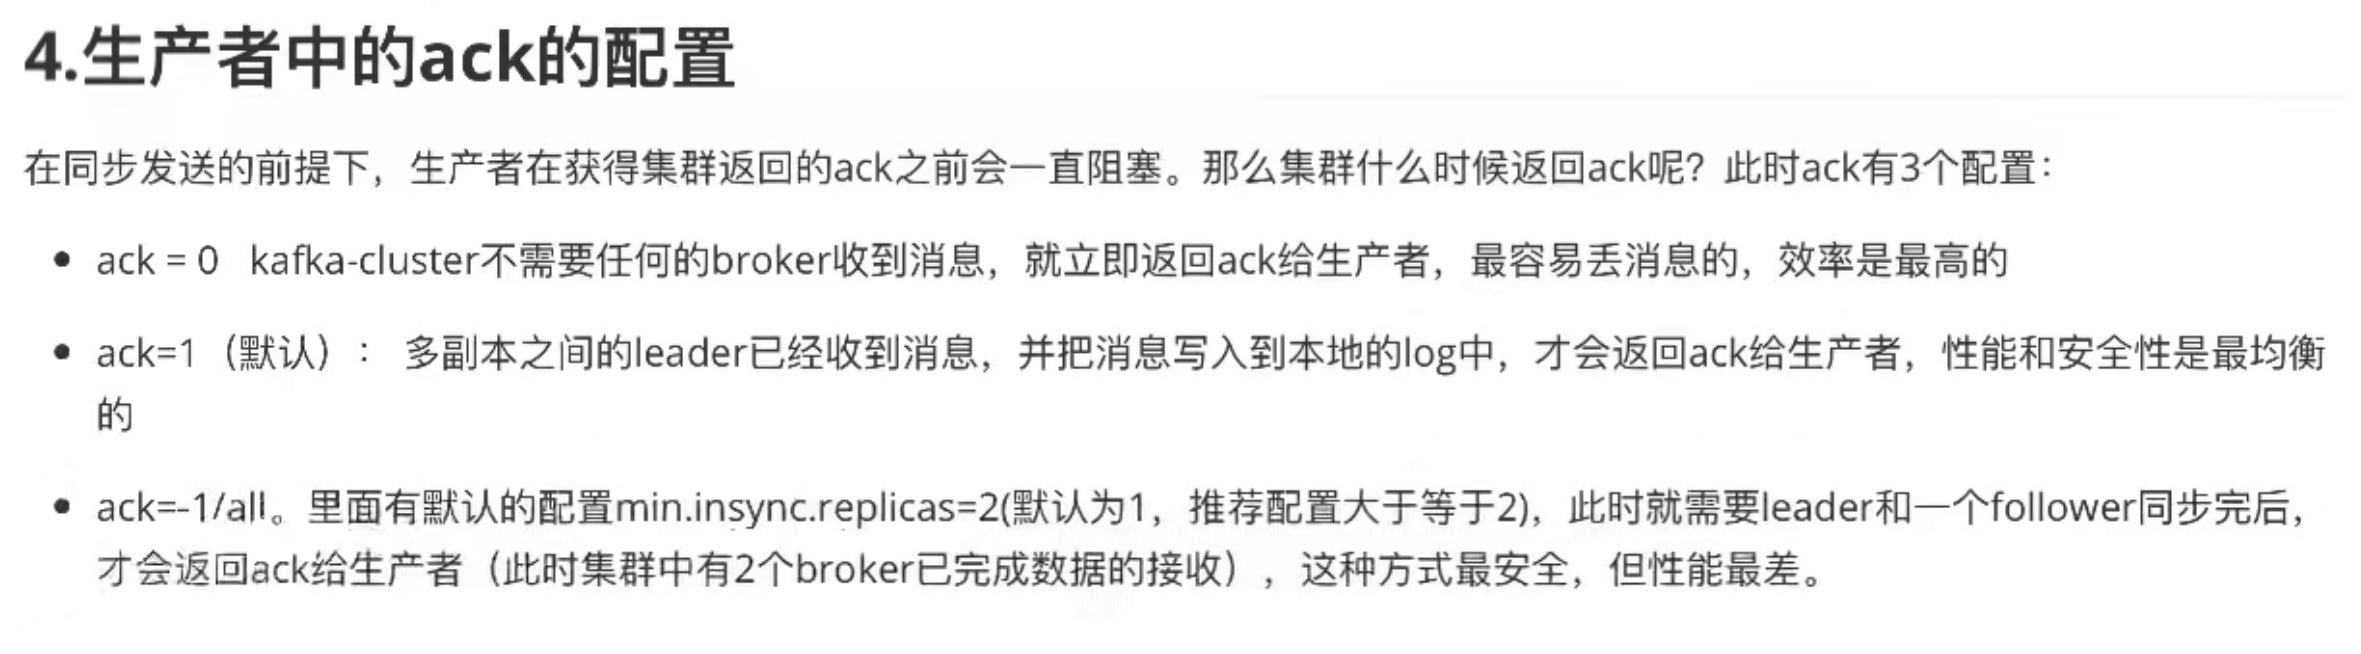 4.生产者中的ack的配置
在同步发送的前提下，生产者在获得集群返回的ack之前会一直阻塞。那么集群什么时候返回ack呢？此时ack有3个配置：
• ack = 0   kafka-cluster不需要任何的broker收到消息，就立即返回ack给生产者，最容易丢消息的，效率是最高的
• ack=1（默认）： 多副本之间的leader已经收到消息，并把消息写入到本地的log中，才会返回ack给生产者，性能和安全性是最均衡
的
• ack=-1/all。里面有默认的配置min.insync.replicas=2(默认为1，推荐配置大于等于2)，此时就需要leader和一个follower同步完后，
才会返回ack给生产者（此时集群中有2个broker已完成数据的接收），这种方式最安全，但性能最差。